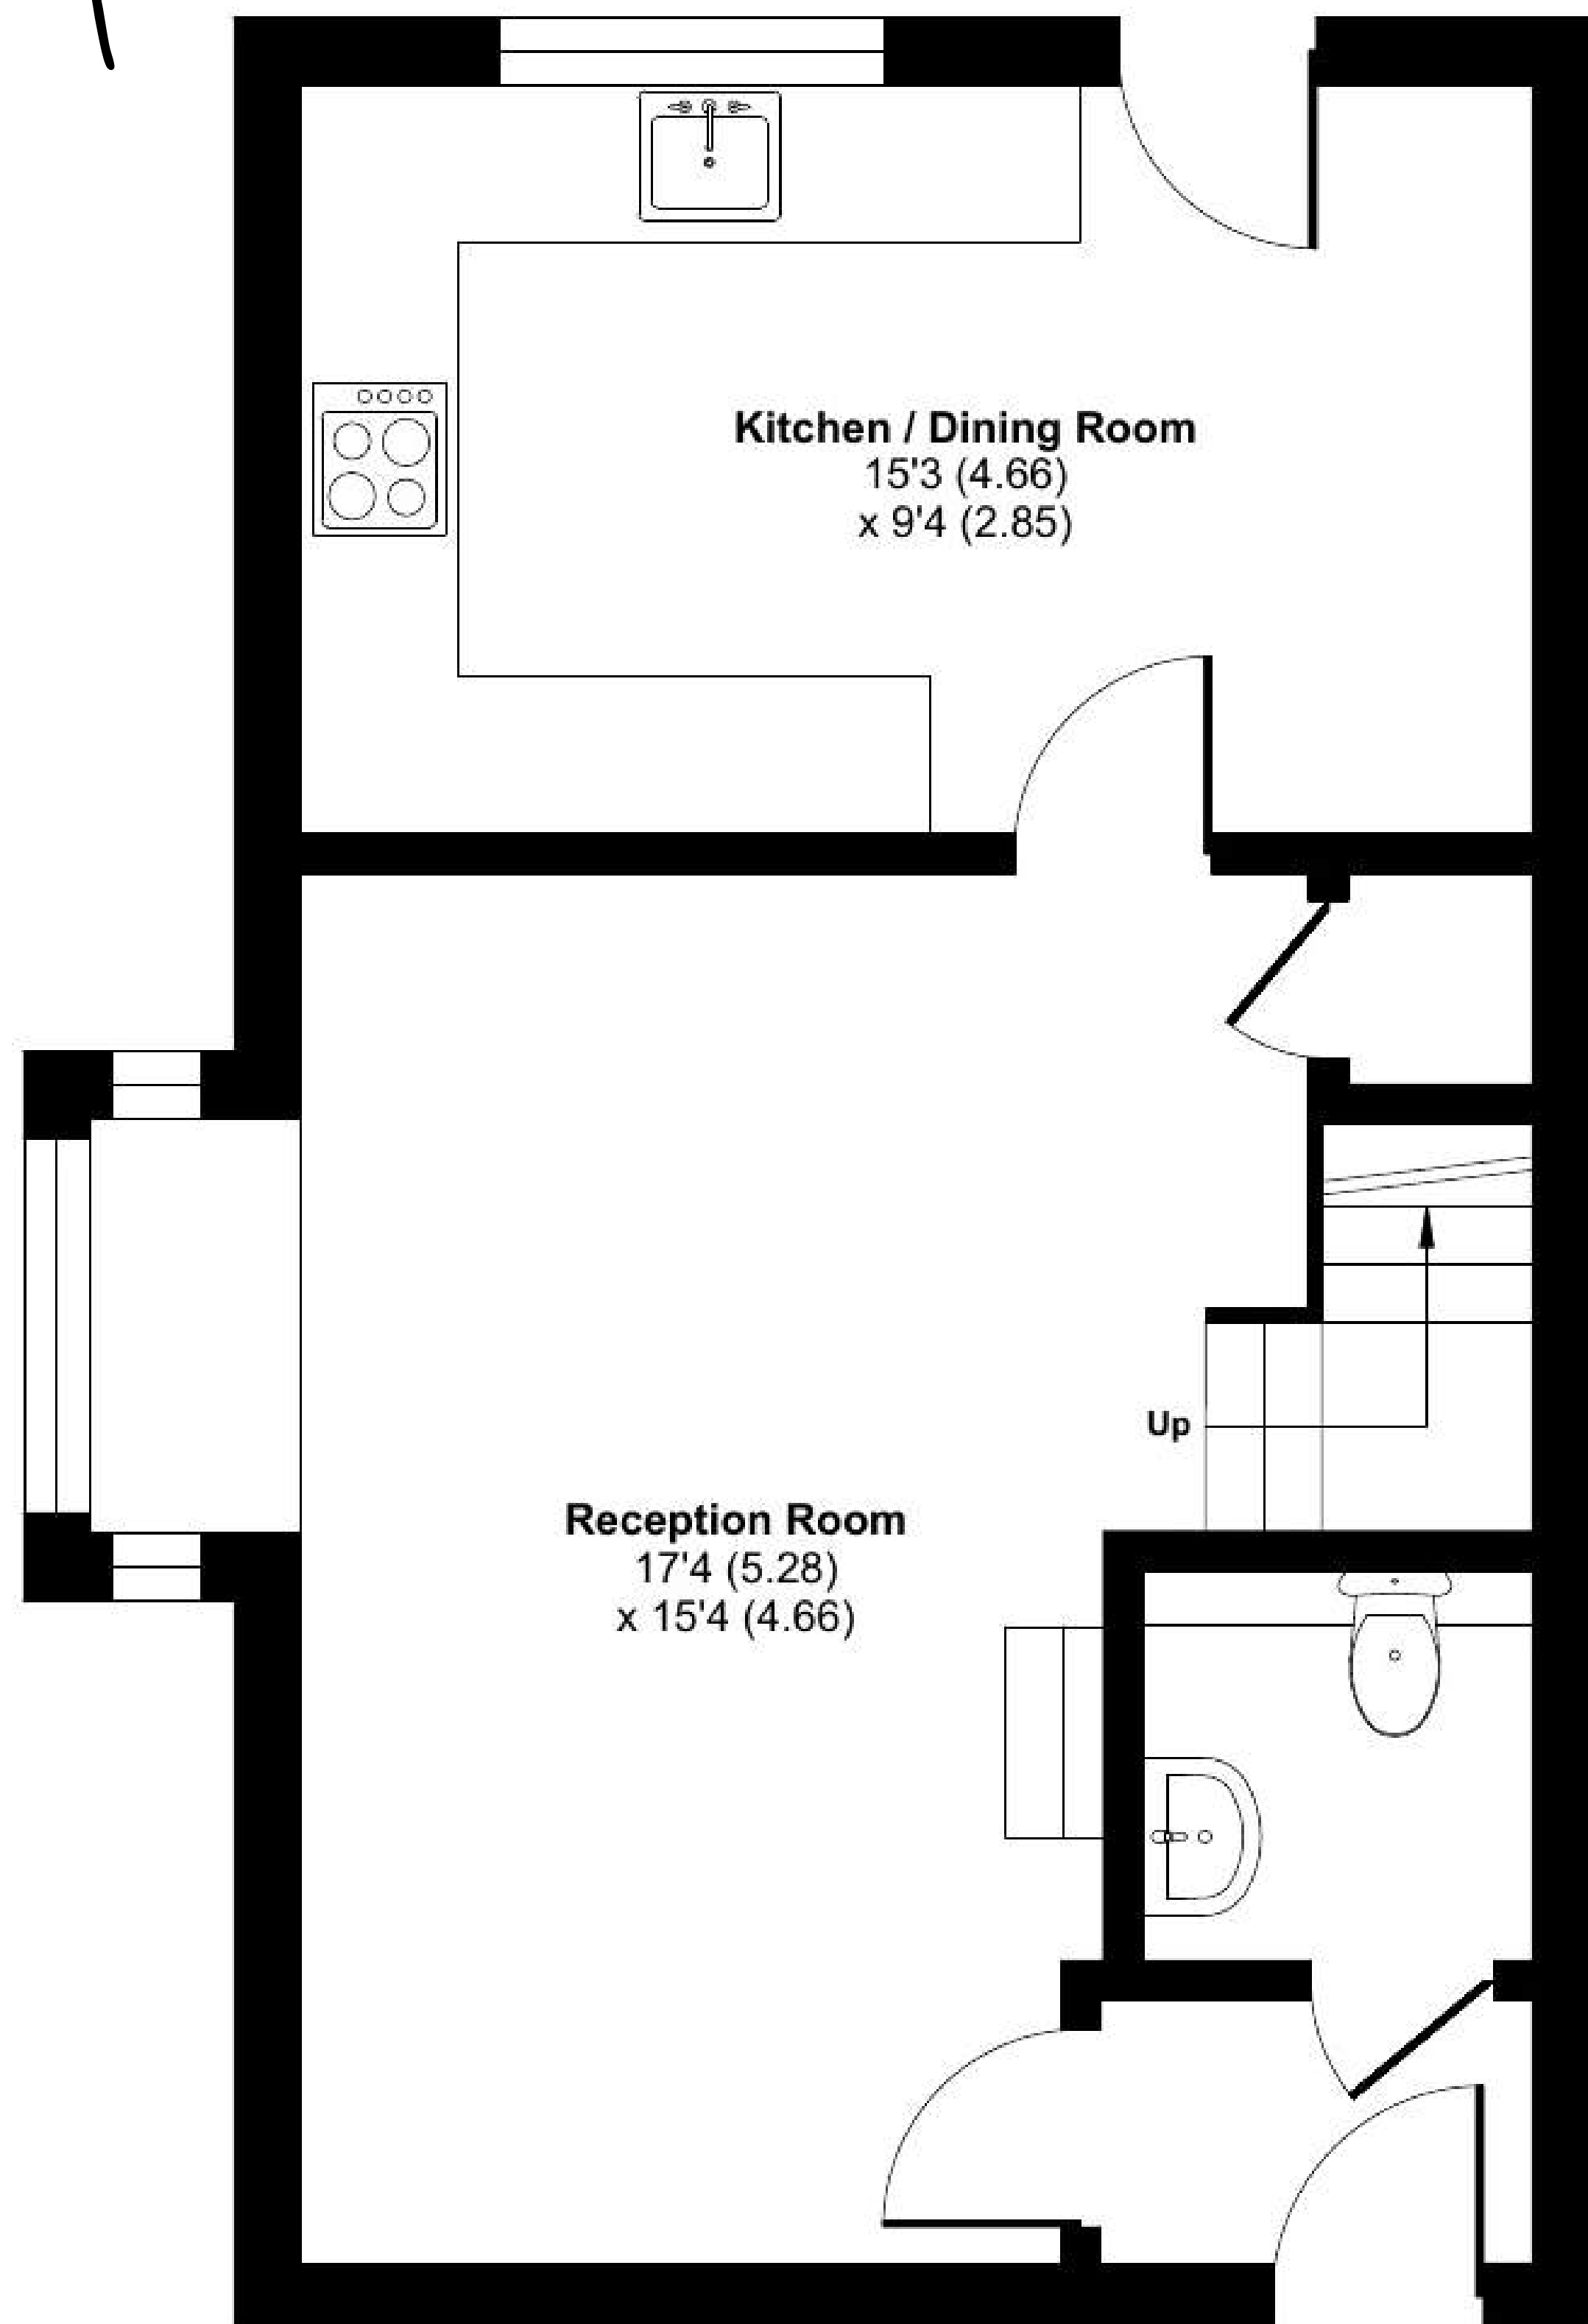 Kitchen / Dining Room
15'3 (4.66)
x 9'4 (2.85)
Up
Reception Room
17'4 (5.28)
x 15'4 (4.66)